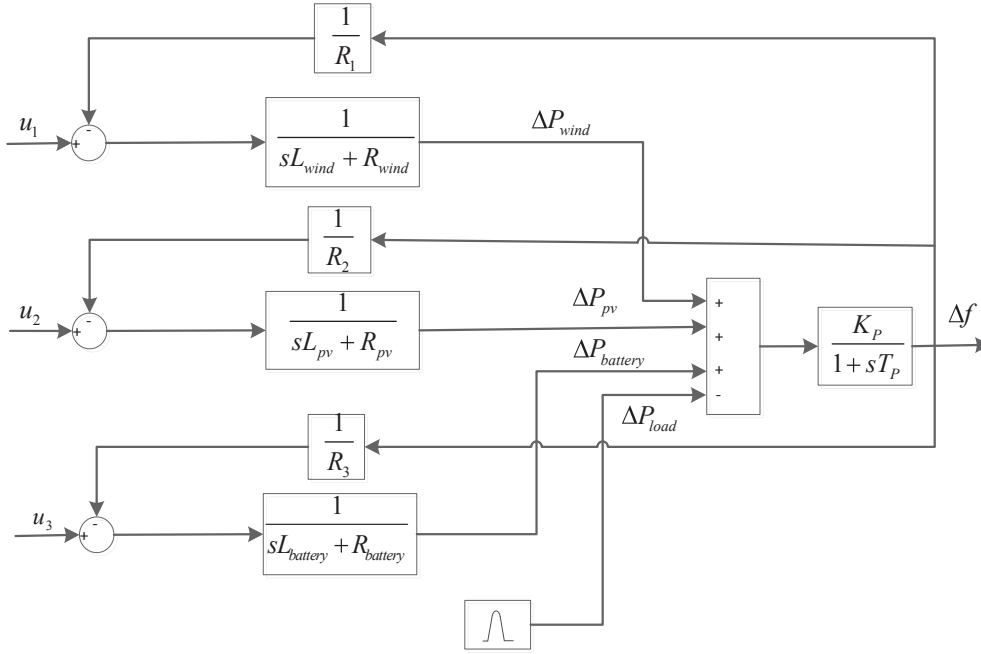 1
R₁
u₁
+
-
1
sL_wind + R_wind
ΔP_wind
1
R₂
u₂
+
-
1
sL_pv + R_pv
ΔP_pv
ΔP_battery
ΔP_load
+
+
+
-
K_P
1 + sT_P
Δf
1
R₃
u₃
+
-
1
sL_battery + R_battery